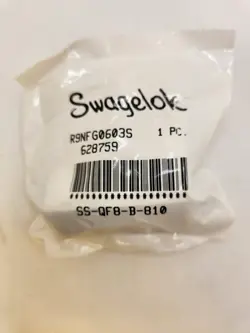 Swagelok
R9NFG0603S 1 PC.
628759
SS-QF8-B-810